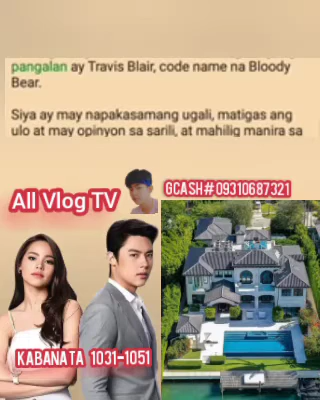 pangalan ay Travis Blair, code name na Bloody
Bear.
Siya ay may napakasamang ugali, matigas ang
ulo at may opinyon sa sarili, at mahilig manira sa
All Vlog TV
GCASH# 09310687321
KABANATA 1031-1051